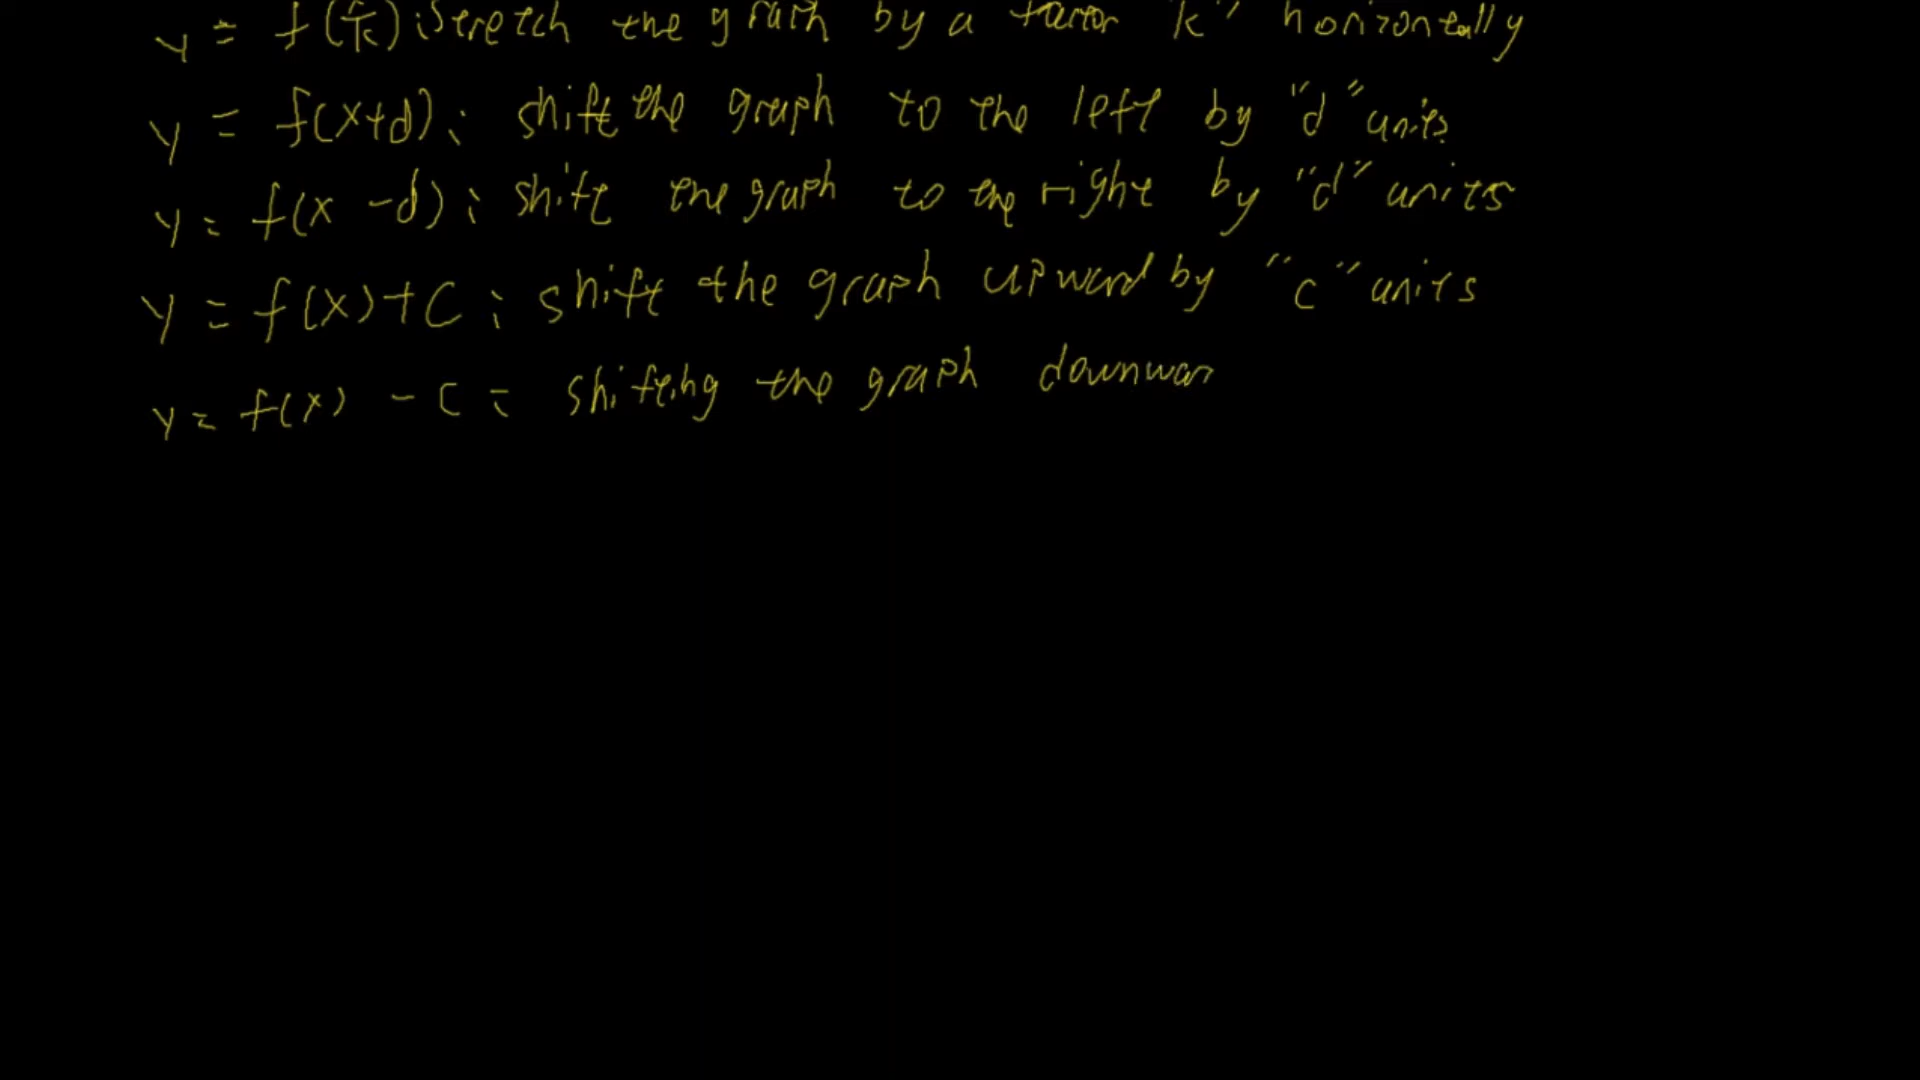 y = f(x/k) ; Stretch the graph by a factor "k" horizontally
y = f(x+d) ; shift the graph to the left by "d" units
y = f(x - d) ; shift the graph to the right by "d" units
y = f(x) + C ; shift the graph upward by "c" units
y = f(x) - C = shifting the graph downwar